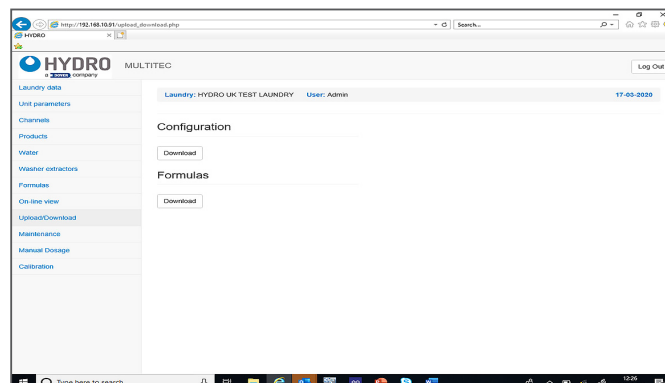 http://192.168.10.91/upload_download.php
Search...
HYDRO
HYDRO
a DOVER company
MULTITEC
Log Out
Laundry data
Unit parameters
Channels
Products
Water
Washer extractors
Formulas
On-line view
Upload/Download
Maintenance
Manual Dosage
Calibration
Laundry: HYDRO UK TEST LAUNDRY User: Admin 17-03-2020
Configuration
Download
Formulas
Download
Type here to search
12:26